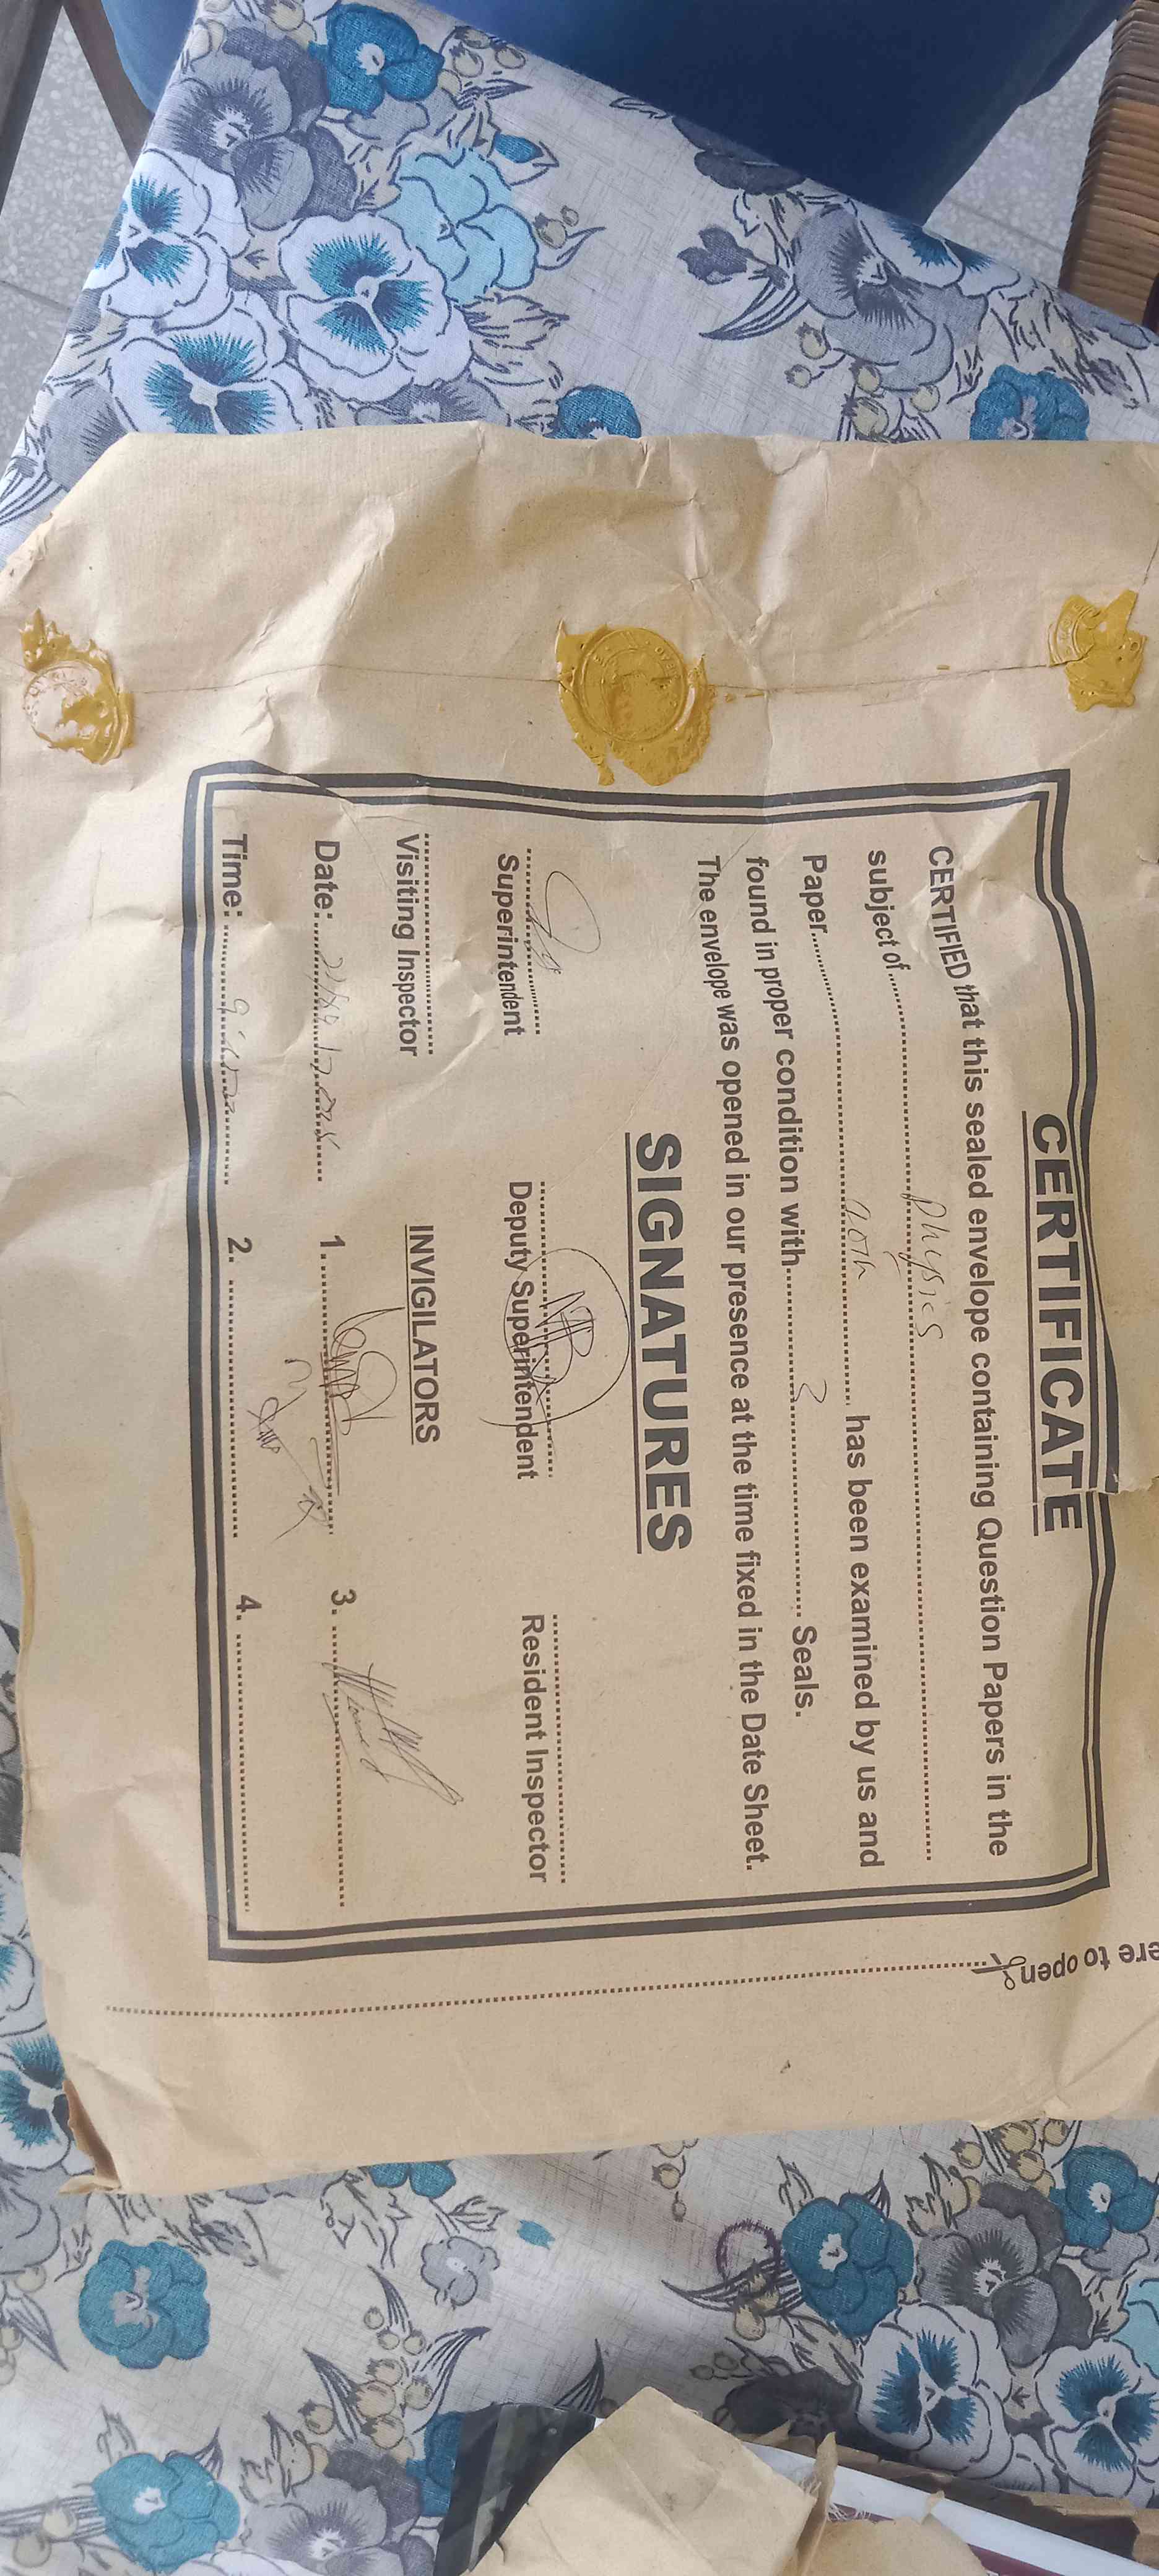 CERTIFICATE
CERTIFIED that this sealed envelope containing Question Papers in the
subject of Physics
Paper has been examined by us and
found in proper condition with Seals.
The envelope was opened in our presence at the time fixed in the Date Sheet.
SIGNATURES
Superintendent Deputy Superintendent Resident Inspector
Visiting Inspector INVIGILATORS
Date: 1. 3.
Time: 2. 4.
ere to open